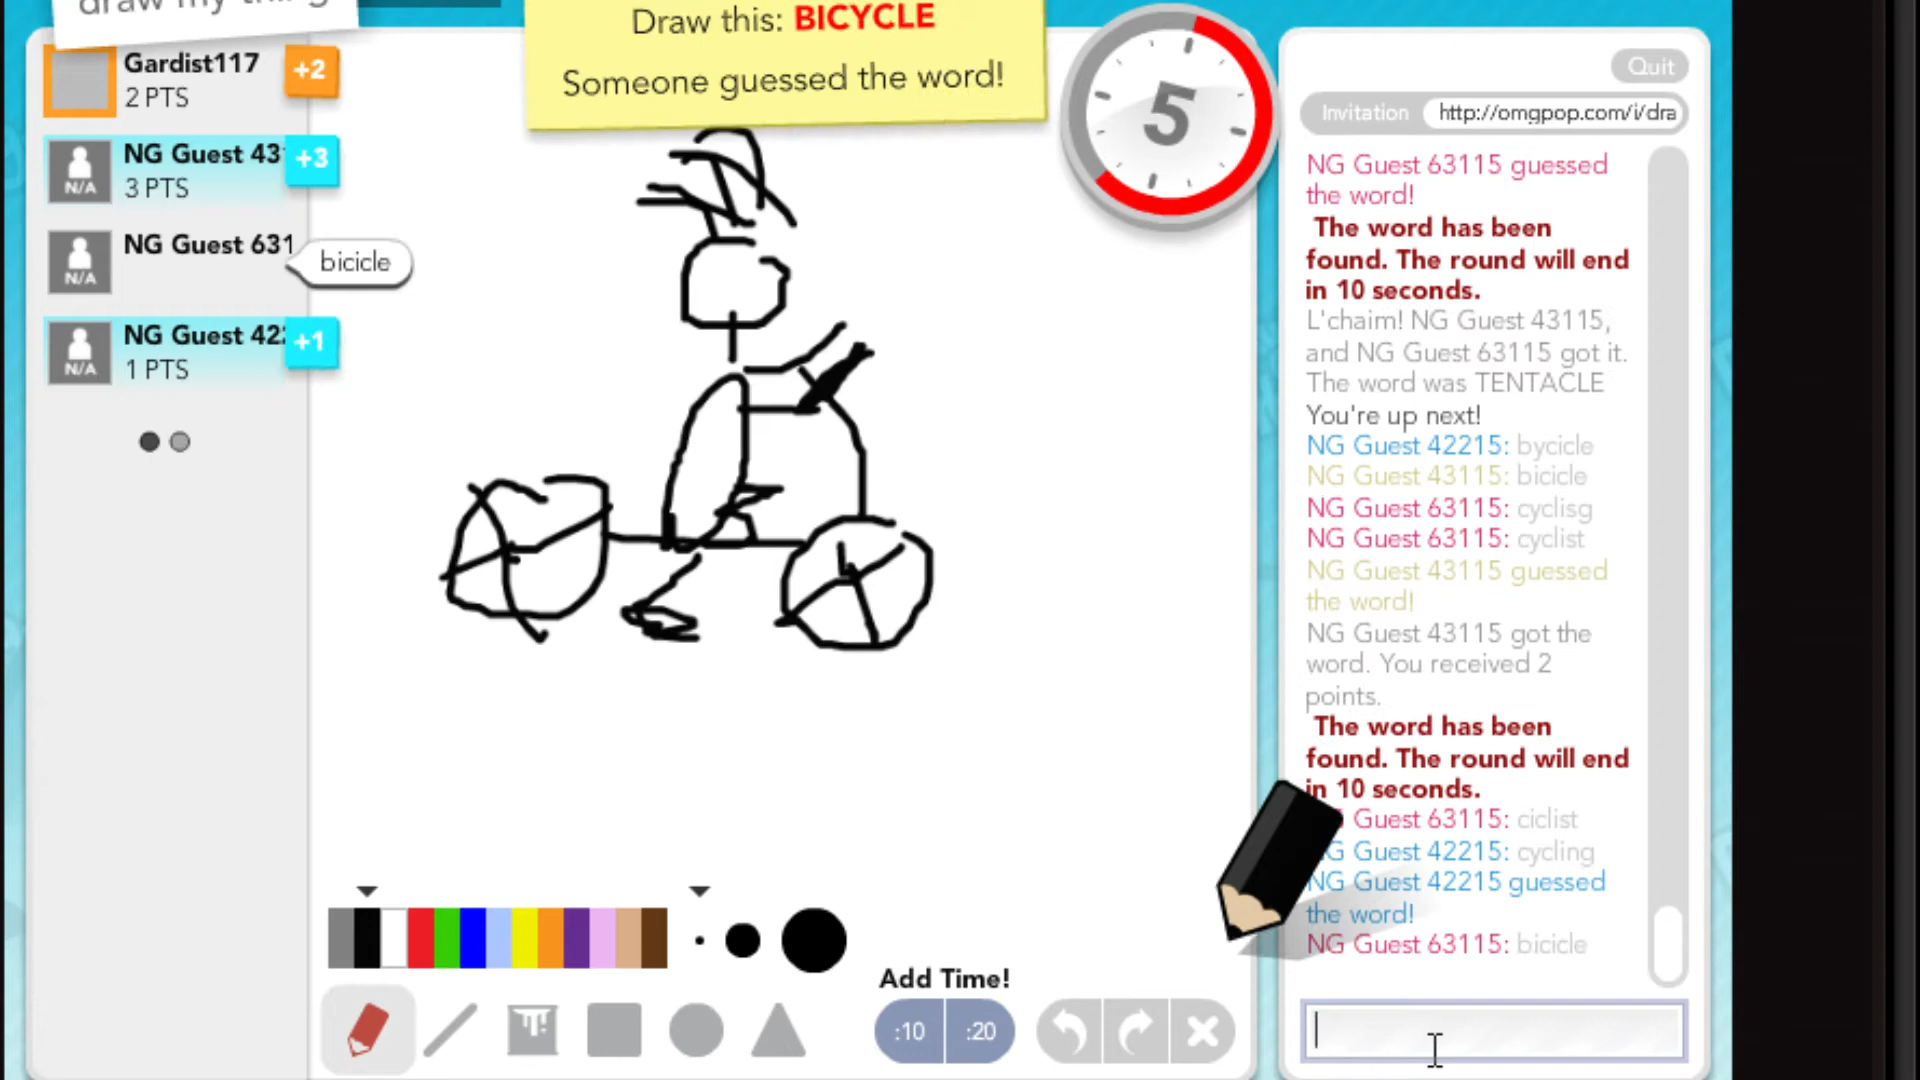 draw my thing
Draw this: BICYCLE
Someone guessed the word!
5
Gardist117
2 PTS
+2
NG Guest 43
3 PTS
+3
N/A
NG Guest 631
N/A
bicicle
NG Guest 422
1 PTS
+1
N/A
Quit
Invitation http://omgpop.com/i/dra
NG Guest 63115 guessed
the word!
The word has been
found. The round will end
in 10 seconds.
L'chaim! NG Guest 43115,
and NG Guest 63115 got it.
The word was TENTACLE
You're up next!
NG Guest 42215: bycicle
NG Guest 43115: bicicle
NG Guest 63115: cyclisg
NG Guest 63115: cyclist
NG Guest 43115 guessed
the word!
NG Guest 43115 got the
word. You received 2
points.
The word has been
found. The round will end
in 10 seconds.
Guest 63115: ciclist
NG Guest 42215: cycling
NG Guest 42215 guessed
the word!
NG Guest 63115: bicicle
Add Time!
:10 :20